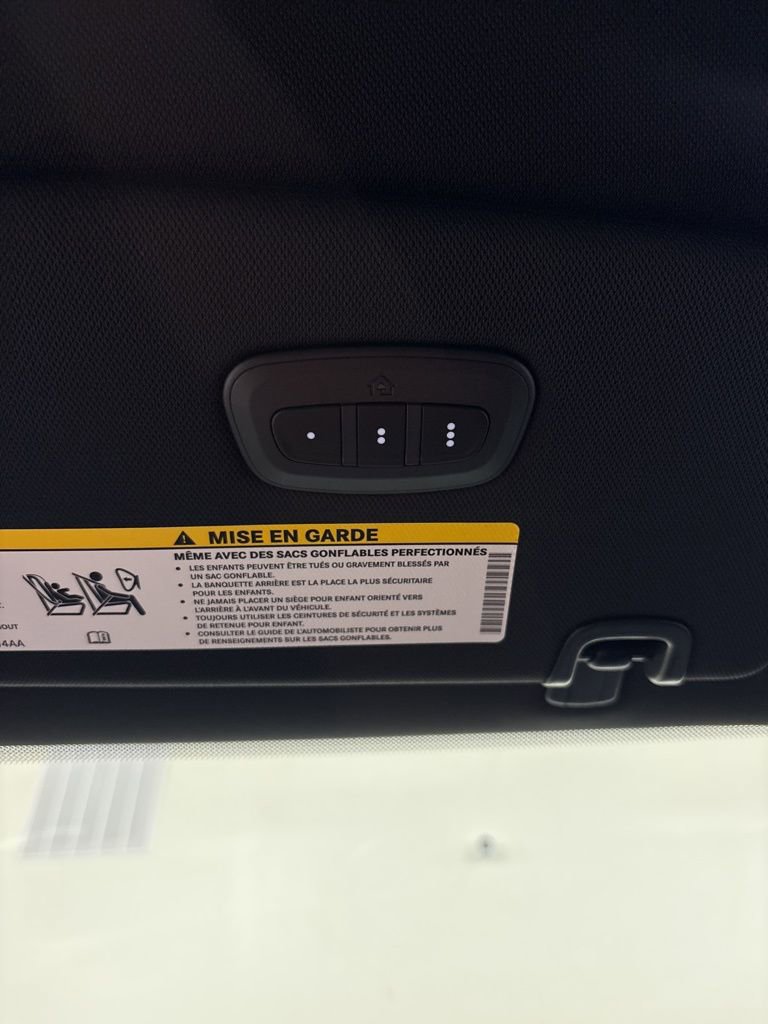 MISE EN GARDE
MÊME AVEC DES SACS GONFLABLES PERFECTIONNÉS
• LES ENFANTS PEUVENT ÊTRE TUÉS OU GRAVEMENT BLESSÉS PAR
UN SAC GONFLABLE.
• LA BANQUETTE ARRIÈRE EST LA PLACE LA PLUS SÉCURITAIRE
POUR LES ENFANTS.
• NE JAMAIS PLACER UN SIÈGE POUR ENFANT ORIENTÉ VERS
L'ARRIÈRE À L'AVANT DU VÉHICULE.
• TOUJOURS UTILISER LES CEINTURES DE SÉCURITÉ ET LES SYSTÈMES
DE RETENUE POUR ENFANT.
• CONSULTER LE GUIDE DE L'AUTOMOBILISTE POUR OBTENIR PLUS
DE RENSEIGNEMENTS SUR LES SACS GONFLABLES.
OUT
4AA